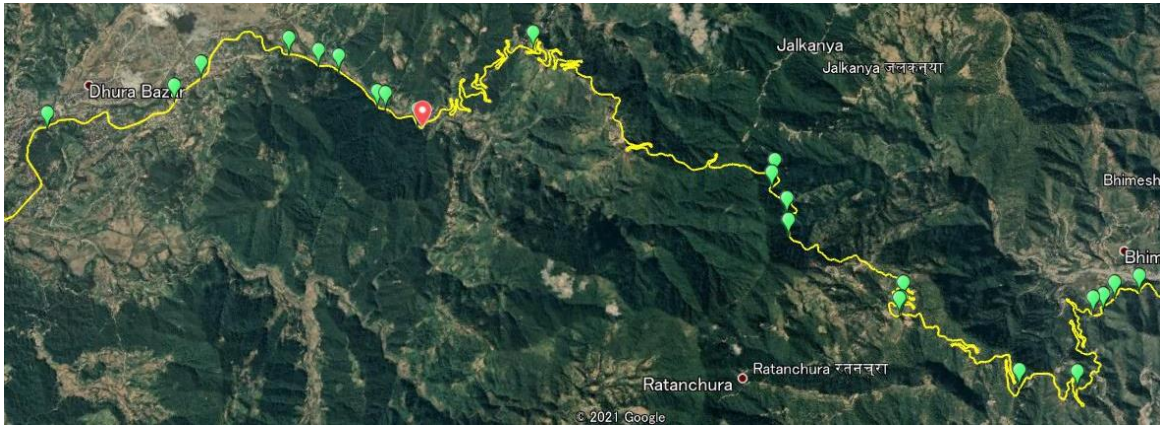 Jalkanya
Jalkanya जलकन्या
Dhura Bazar
Bhimesh
Bhim
Ratanchura रतनचुरा
Ratanchura
© 2021 Google